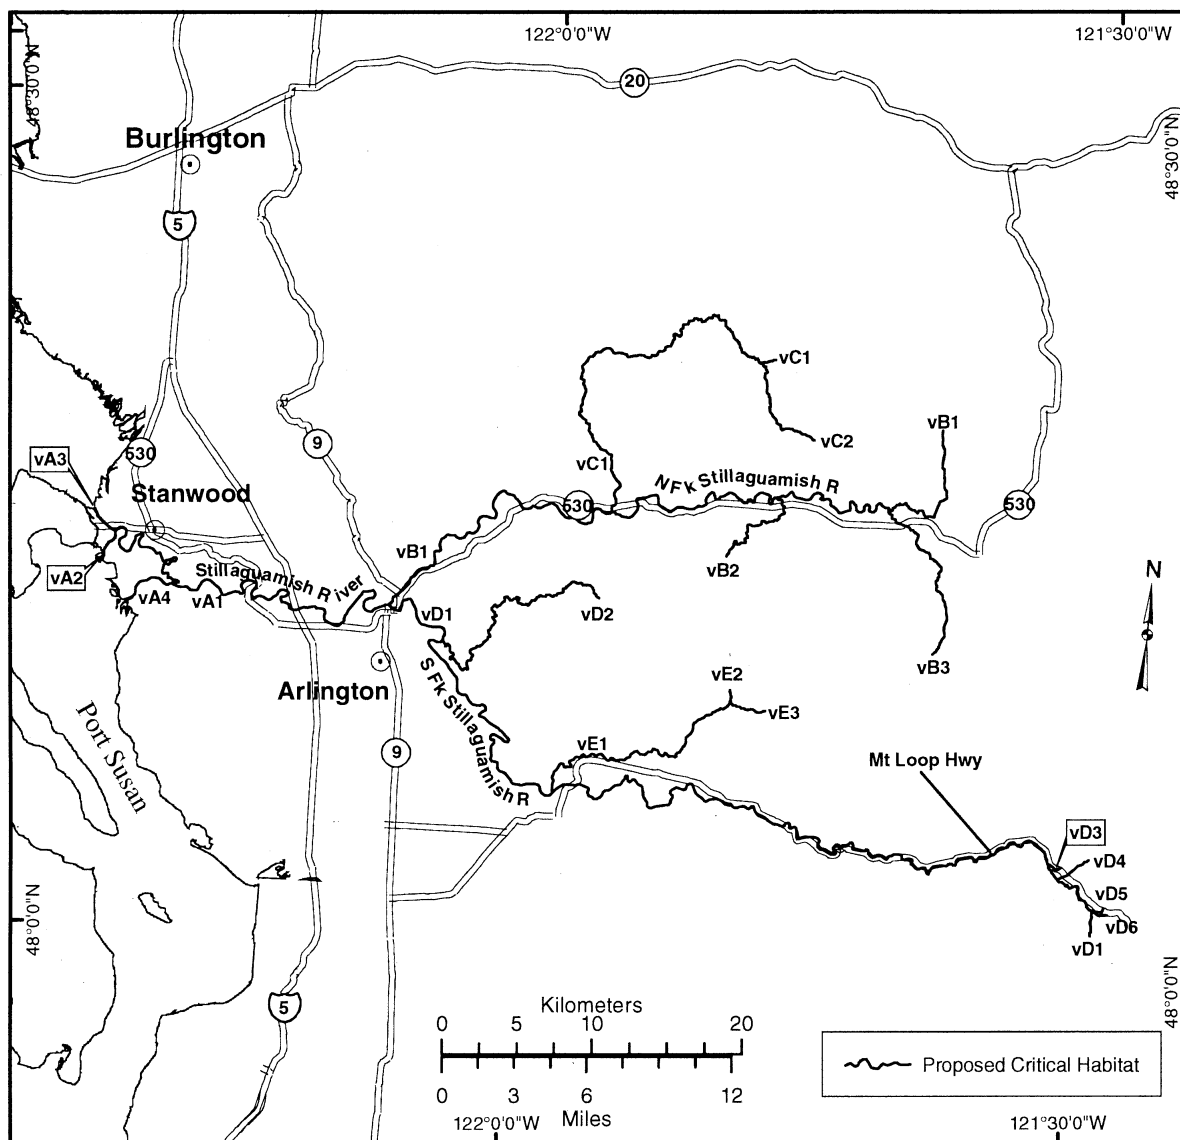 122°0'0"W
121°30'0"W
48°30'0"N
20
Burlington
48°30'0"N
5
vC1
vB1
vC2
9
530
vA3
vC1
NFk Stillaguamish R
Stanwood
530
530
vB1
vB2
N
vA2
Stillaguamish River
vA4
vA1
vD1
vD2
vB3
S Fk Stillaguamish R
vE2
Arlington
vE3
Port Susan
vE1
9
Mt Loop Hwy
vD3
vD4
vD5
vD6
vD1
48°0'0"N
48°0'0"N
5
Kilometers
0 5 10 20
Proposed Critical Habitat
0 3 6 12
Miles
122°0'0"W
121°30'0"W